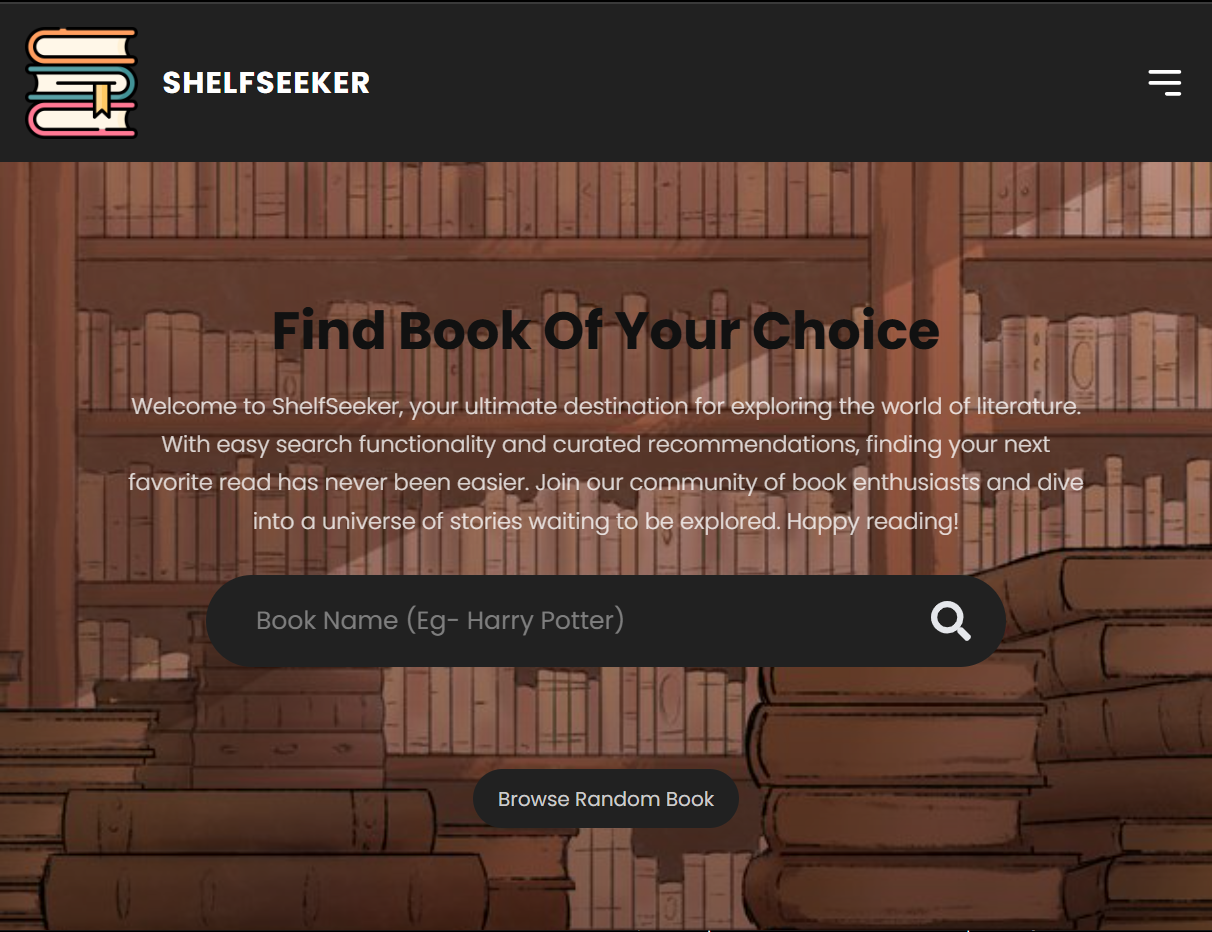 SHELFSEEKER
Find Book Of Your Choice
Welcome to ShelfSeeker, your ultimate destination for exploring the world of literature.
With easy search functionality and curated recommendations, finding your next
favorite read has never been easier. Join our community of book enthusiasts and dive
into a universe of stories waiting to be explored. Happy reading!
Book Name (Eg- Harry Potter)
Browse Random Book